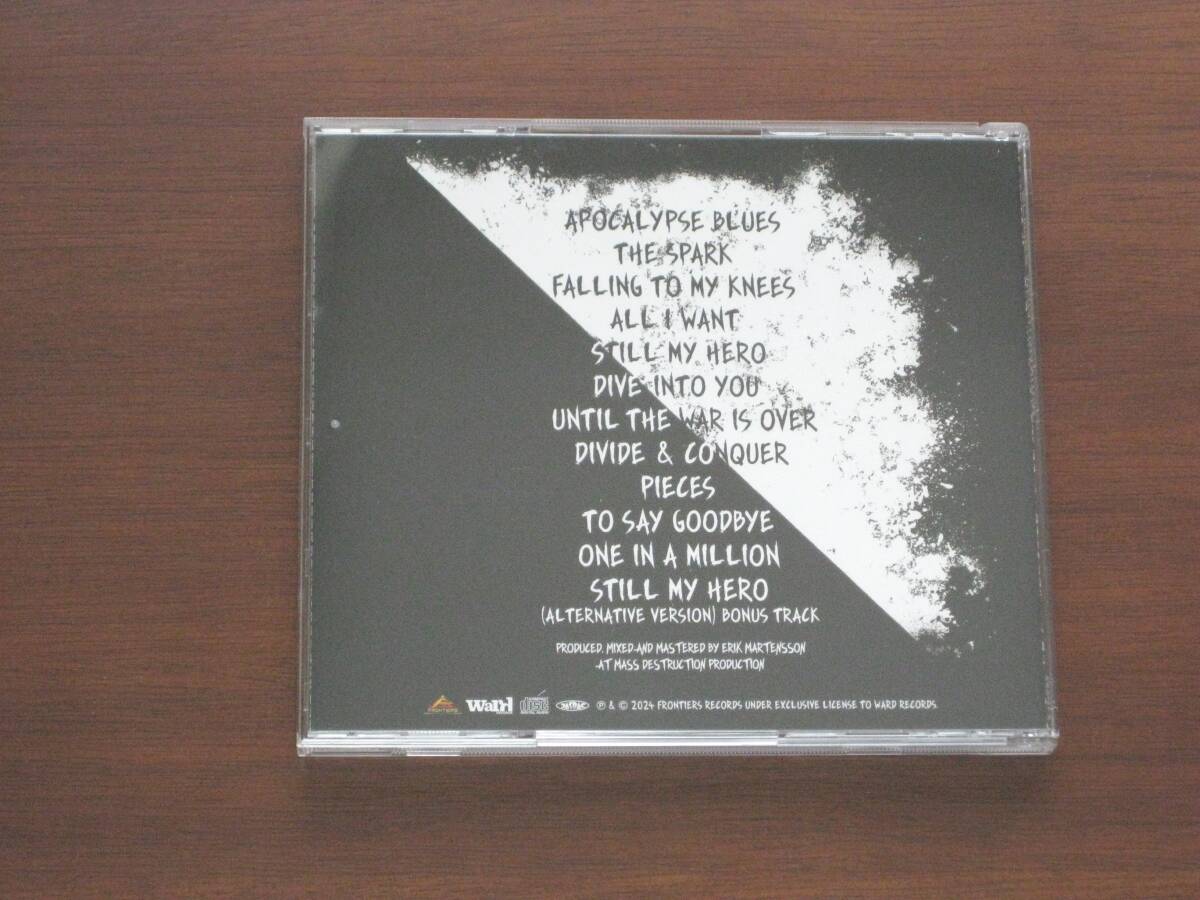 APOCALYPSE BLUES
THE SPARK
FALLING TO MY KNEES
ALL I WANT
STILL MY HERO
DIVE INTO YOU
UNTIL THE WAR IS OVER
DIVIDE & CONQUER
PIECES
TO SAY GOODBYE
ONE IN A MILLION
STILL MY HERO
(ALTERNATIVE VERSION) BONUS TRACK
PRODUCED, MIXED AND MASTERED BY ERIK MARTENSSON
AT MASS DESTRUCTION PRODUCTION
FRONTIERS Ward disc ℗ & © 2024 FRONTIERS RECORDS UNDER EXCLUSIVE LICENSE TO WARD RECORDS.